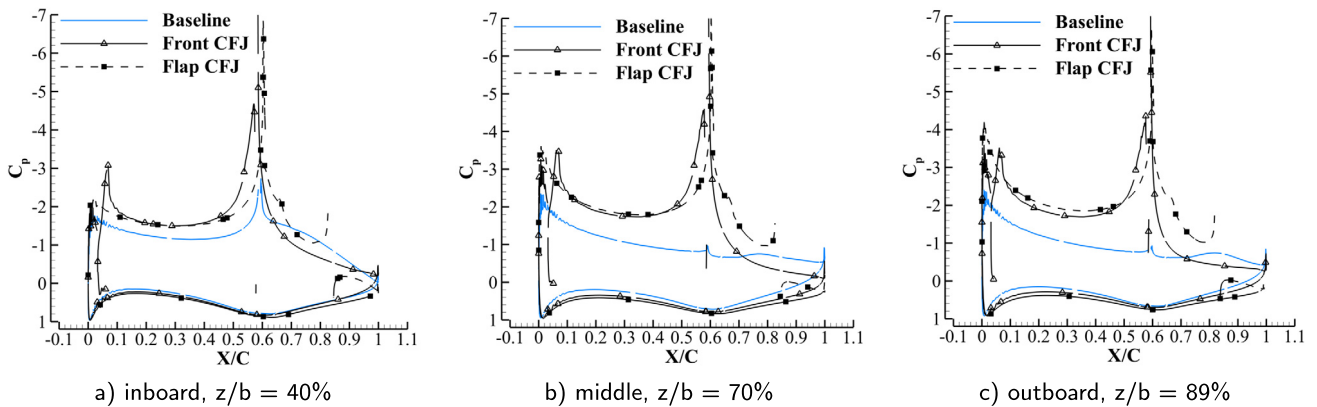 -7
-6
-5
-4
-3
-2
-1
0
1
Cp
Baseline
Front CFJ
Flap CFJ
-0.1 0 0.1 0.2 0.3 0.4 0.5 0.6 0.7 0.8 0.9 1 1.1
X/C
a) inboard, z/b = 40%
-7
-6
-5
-4
-3
-2
-1
0
1
Cp
Baseline
Front CFJ
Flap CFJ
-0.1 0 0.1 0.2 0.3 0.4 0.5 0.6 0.7 0.8 0.9 1 1.1
X/C
b) middle, z/b = 70%
-7
-6
-5
-4
-3
-2
-1
0
1
Cp
Baseline
Front CFJ
Flap CFJ
-0.1 0 0.1 0.2 0.3 0.4 0.5 0.6 0.7 0.8 0.9 1 1.1
X/C
c) outboard, z/b = 89%